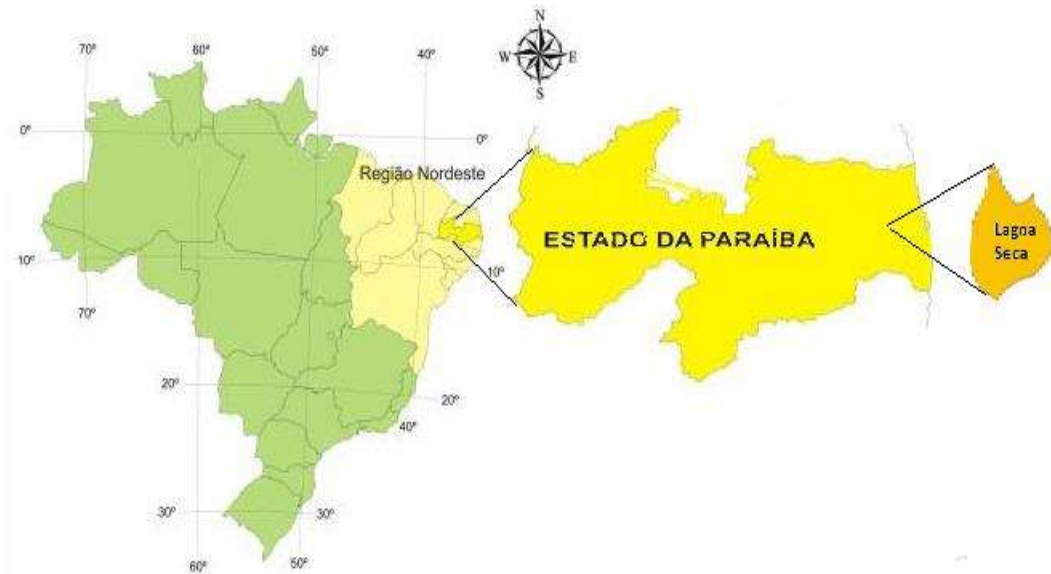 N
W E
S
70º
60º
50º
40º
0º
0º
Região Nordeste
ESTADO DA PARAÍBA
Lagoa
Seca
10º
10º
70º
20º
20º
40º
30º
30º
60º
50º